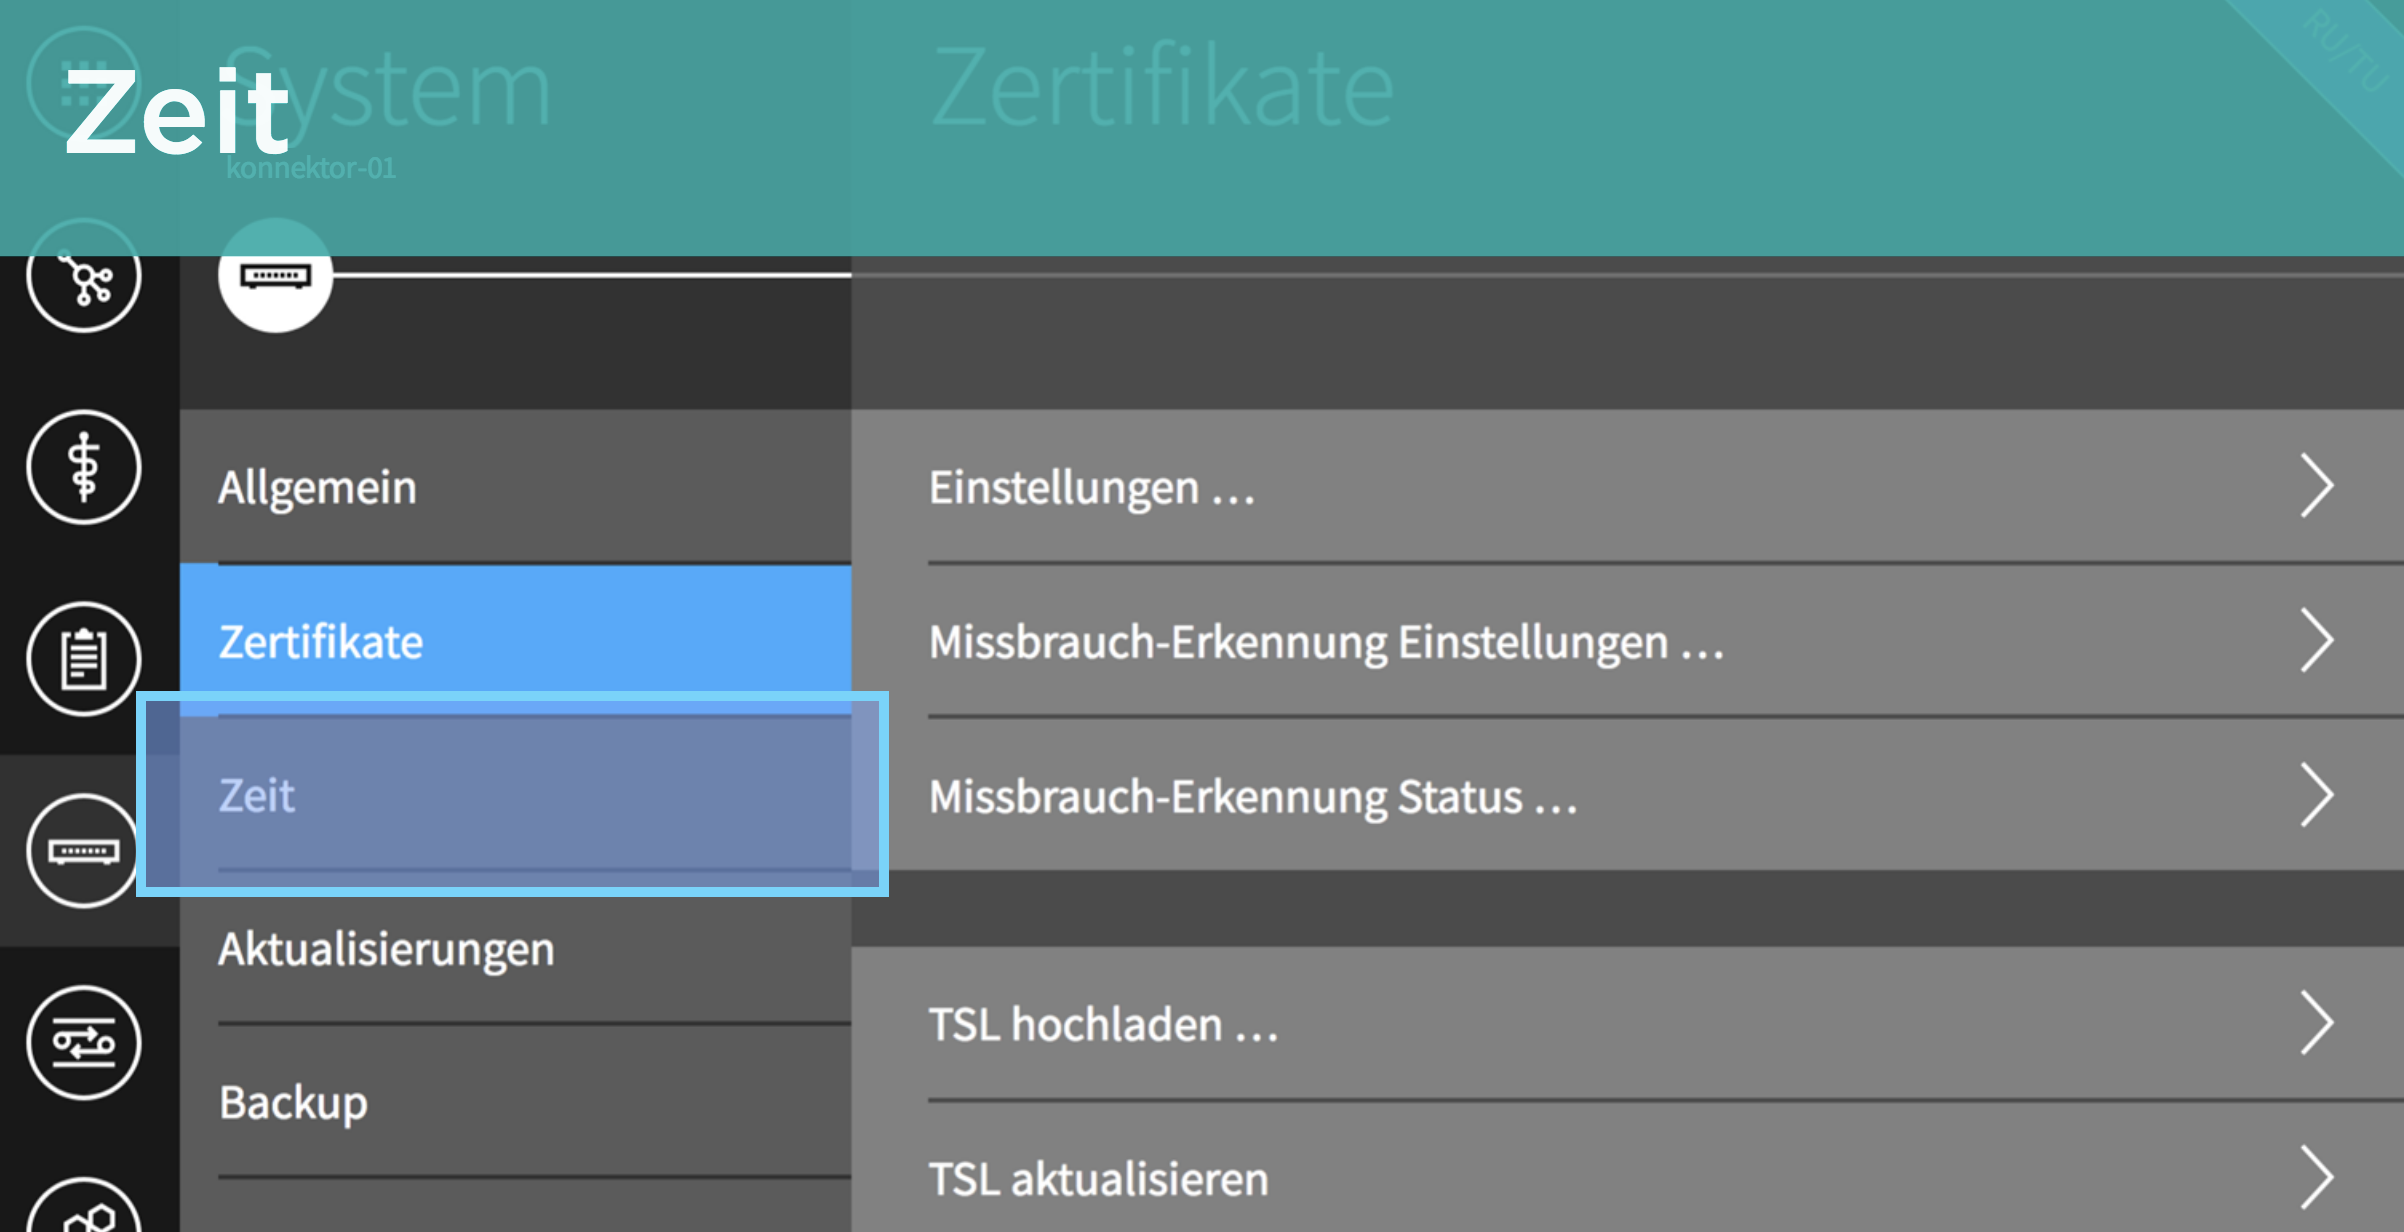 Zeit
System
konnektor-01
Zertifikate
RU/TU
Allgemein
Zertifikate
Zeit
Aktualisierungen
Backup
Einstellungen ...
Missbrauch-Erkennung Einstellungen ...
Missbrauch-Erkennung Status ...
TSL hochladen ...
TSL aktualisieren